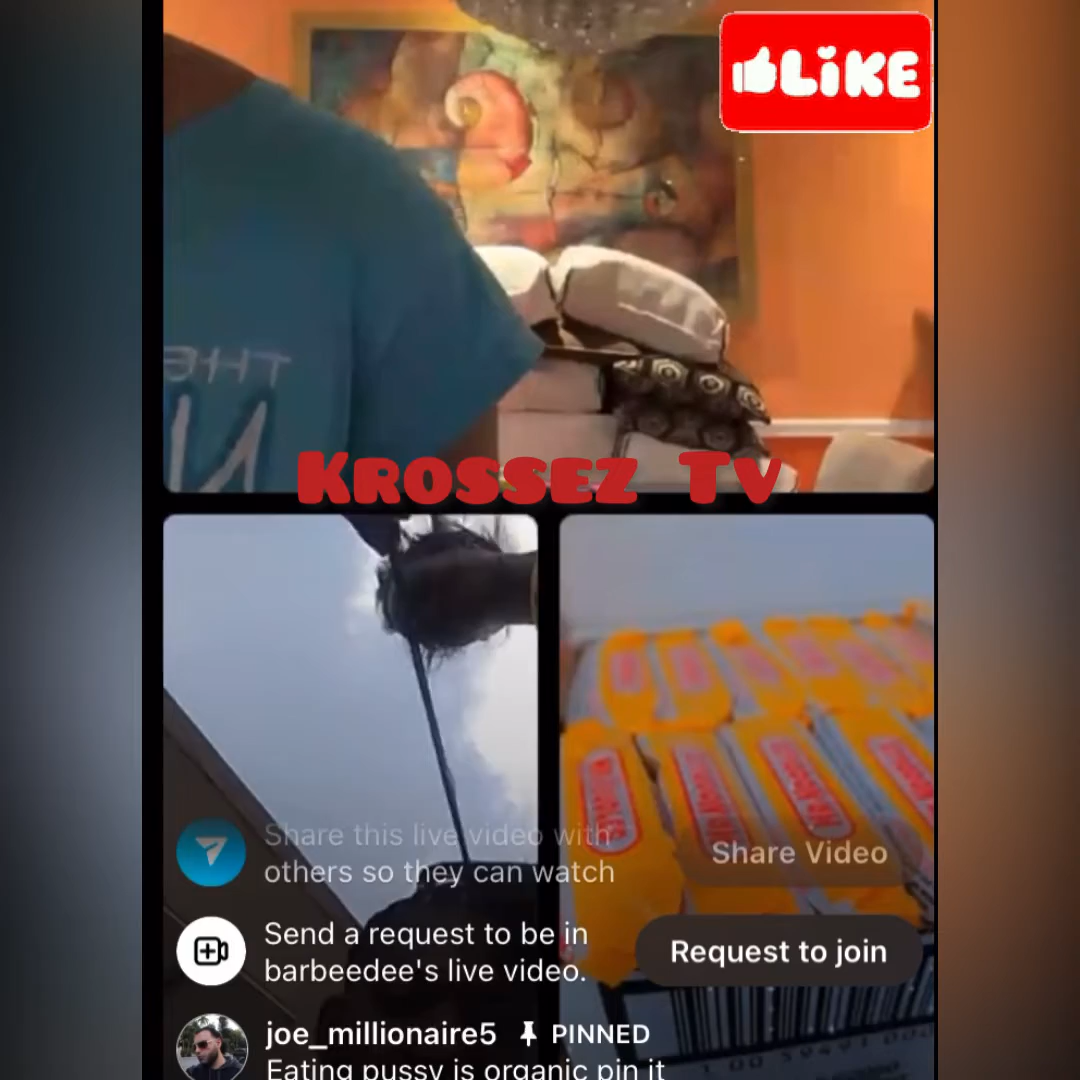 LiKE
THE
N
Krossez Tv
Share this live video with
others so they can watch
Share Video
Send a request to be in
barbeedee's live video.
Request to join
joe_millionaire5 PINNED
Eating pussy is organic pin it